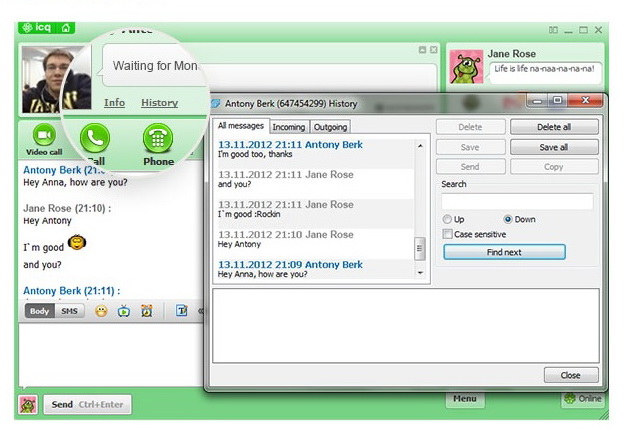 icq
Waiting for Mon
Info History
Jane Rose
Life is life na-naa-na-na-na!
Video call
Call
Phone
Antony Berk (21:0
Hey Anna, how are you?
Jane Rose (21:10) :
Hey Antony
I`m good
and you?
Antony Berk (21:11) :
Body SMS
Send Ctrl+Enter
Antony Berk (647454299) History
All messages Incoming Outgoing
13.11.2012 21:11 Antony Berk
I'm good too, thanks
13.11.2012 21:11 Jane Rose
and you?
13.11.2012 21:11 Jane Rose
I`m good :Rockin
13.11.2012 21:10 Jane Rose
Hey Antony
13.11.2012 21:09 Antony Berk
Hey Anna, how are you?
Delete Delete all
Save Save all
Send Copy
Search
Up Down
Case sensitive
Find next
Close
Menu
Online